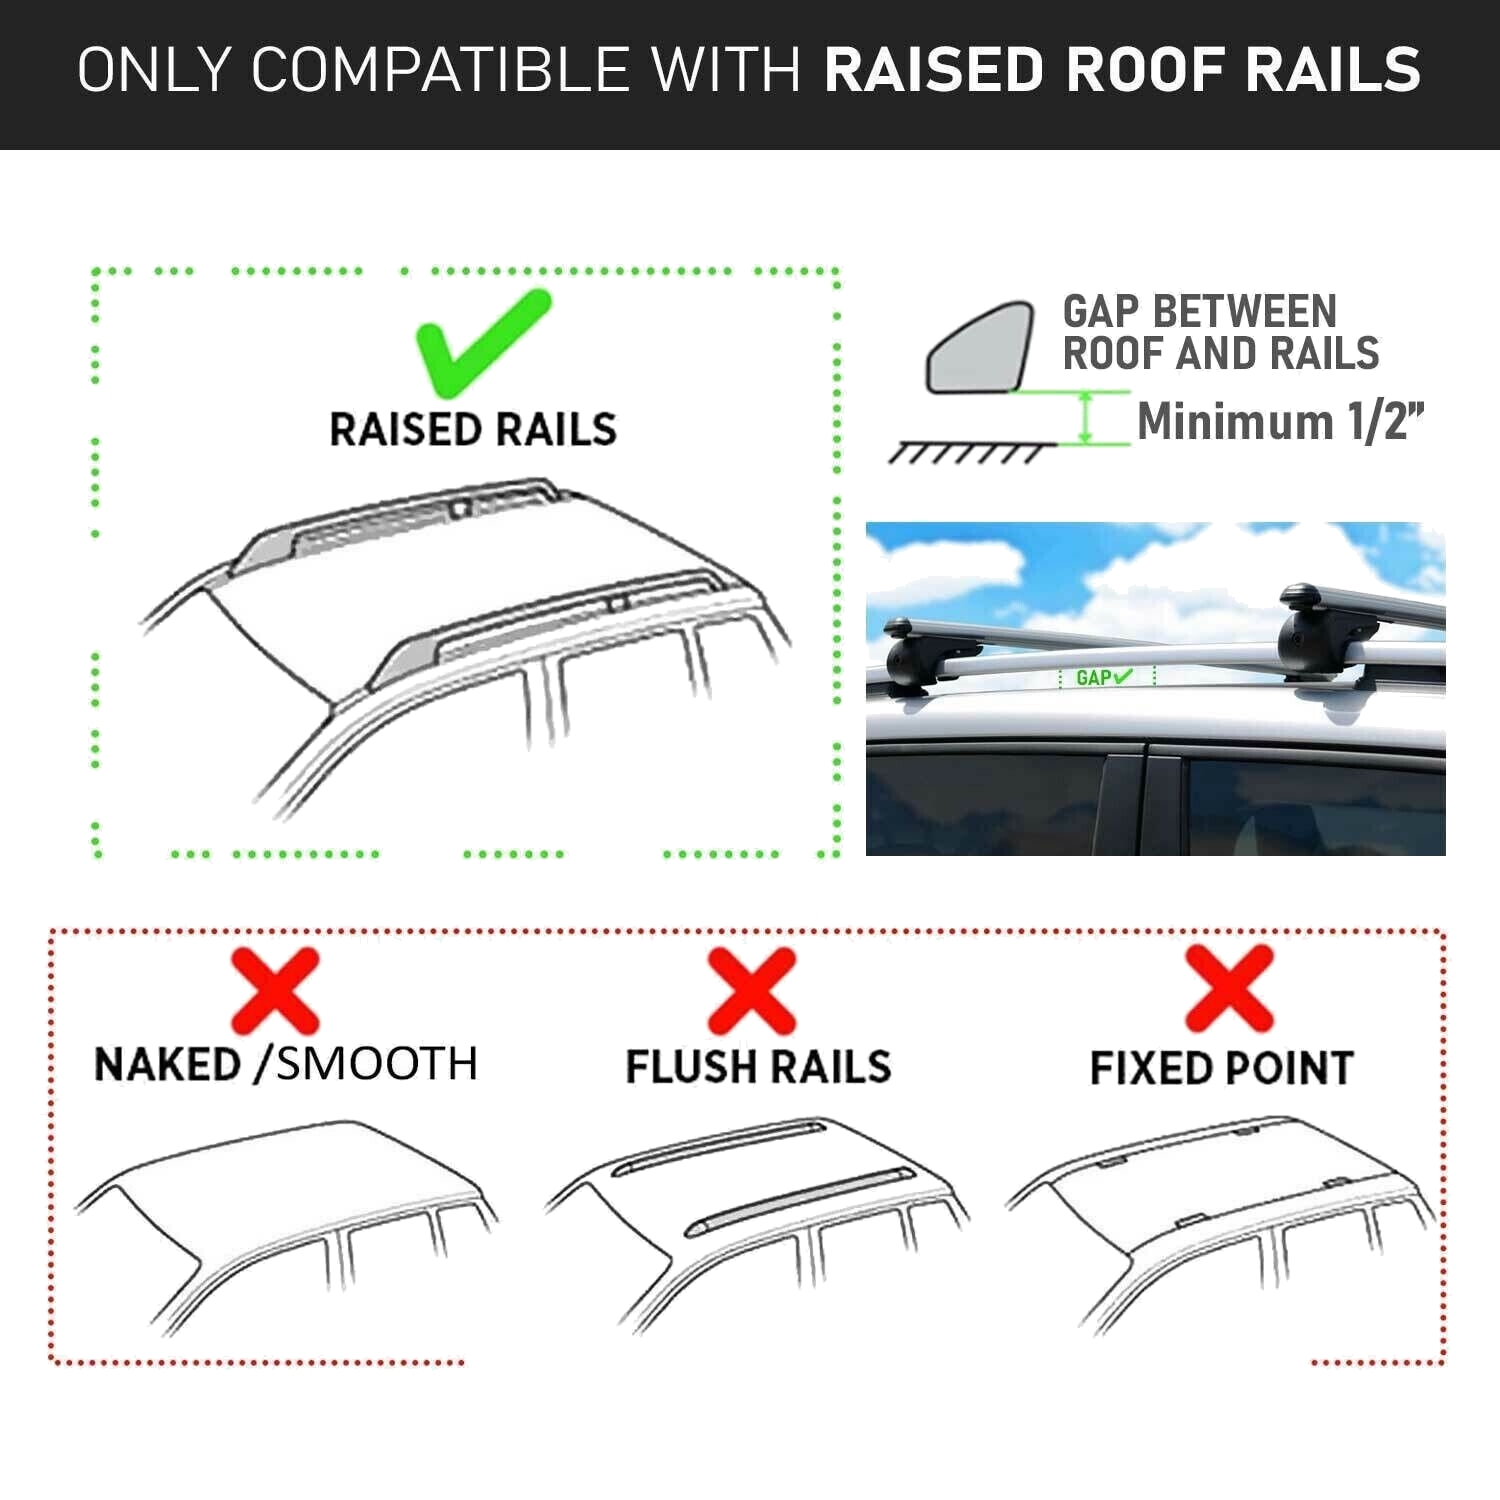 ONLY COMPATIBLE WITH RAISED ROOF RAILS
RAISED RAILS
GAP BETWEEN
ROOF AND RAILS
Minimum 1/2”
GAP
NAKED /SMOOTH
FLUSH RAILS
FIXED POINT